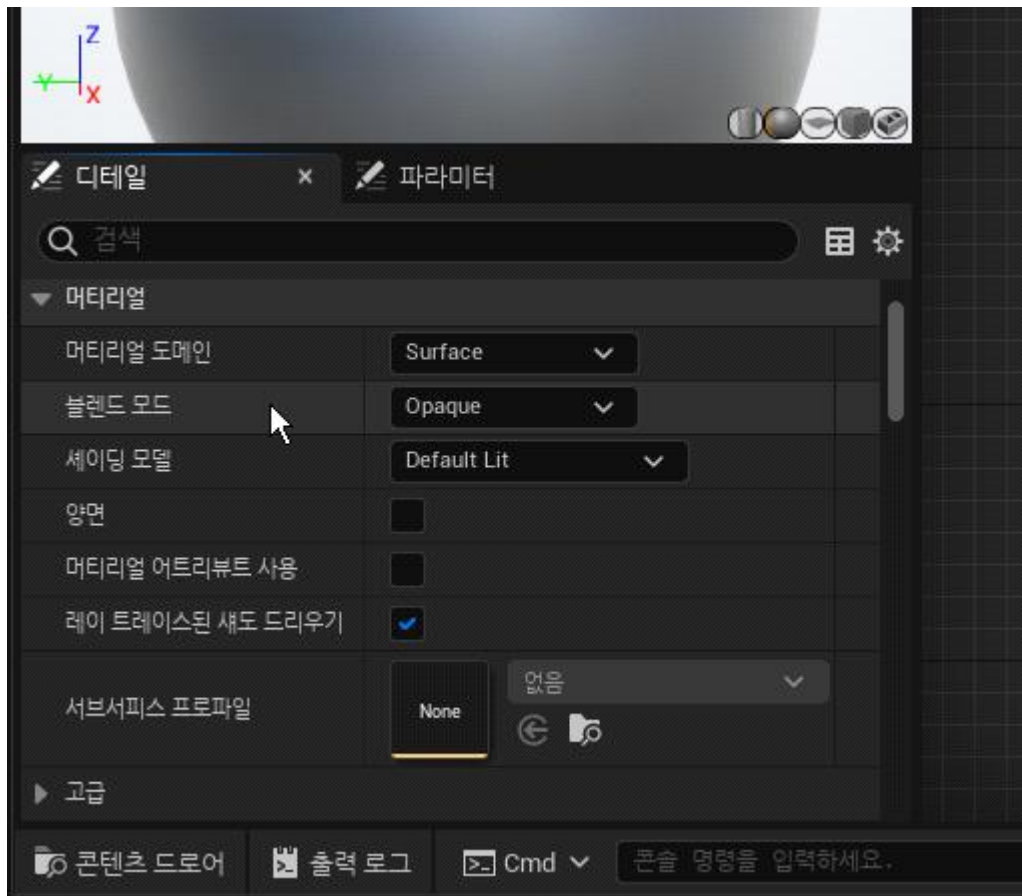 Z
Y
X
디테일 × 파라미터
검색
머티리얼
머티리얼 도메인 Surface
블렌드 모드 Opaque
셰이딩 모델 Default Lit
양면
머티리얼 어트리뷰트 사용
레이 트레이스된 섀도 드리우기
서브서피스 프로파일 None 없음
고급
콘텐츠 드로어 출력 로그 Cmd 콘솔 명령을 입력하세요.